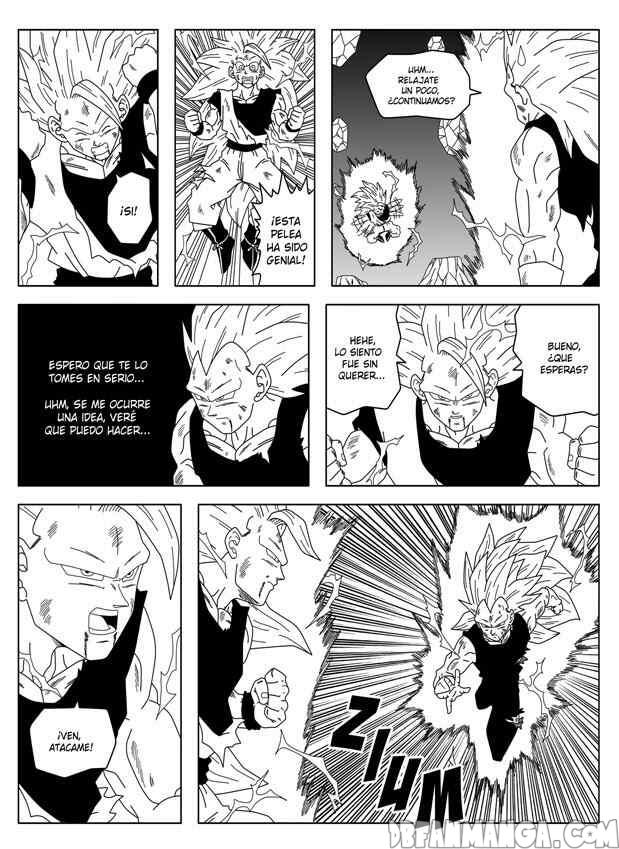 ¡SI!
¡ESTA
PELEA
HA SIDO
GENIAL!
UHM...
RELAJATE
UN POCO,
¿CONTINUAMOS?
ESPERO QUE TE LO
TOMES EN SERIO...
UHM, SE ME OCURRE
UNA IDEA, VERÉ
QUE PUEDO HACER...
HEHE,
LO SIENTO
FUE SIN
QUERER...
BUENO,
¿QUE
ESPERAS?
¡VEN,
ATACAME!
ZIUM
DBFANMANGA.COM